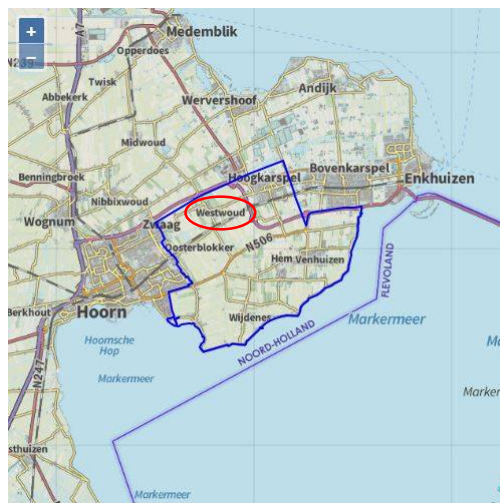 +
A7
Medemblik
Opperdoes
N239
Twisk
Andijk
Abbekerk
Wervershoof
Midwoud
Benningbroek
Hoogkarspel
Bovenkarspel
Enkhuizen
Nibbixwoud
Westwoud
Wognum
Zwaag
Oosterblokker
N506
Hem
Venhuizen
FLEVOLAND
Berkhout
Hoorn
Wijdenes
Markermeer
NOORD-HOLLAND
Hoornsche
Hop
N247
Markermeer
Marker
sthuizen
Markermeer